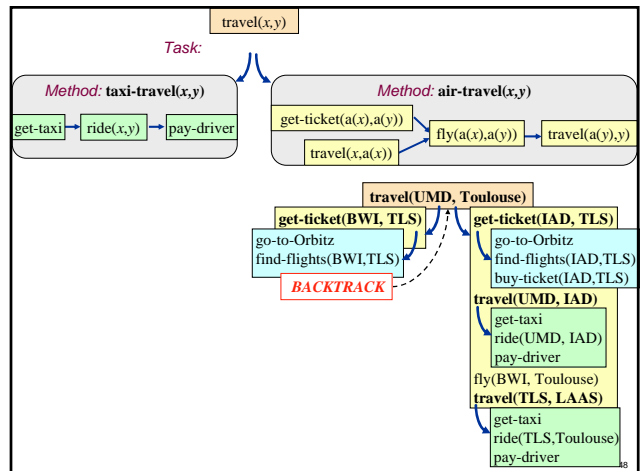 travel(x,y)
Task:
Method: taxi-travel(x,y)
get-taxi
ride(x,y)
pay-driver
Method: air-travel(x,y)
get-ticket(a(x),a(y))
travel(x,a(x))
fly(a(x),a(y))
travel(a(y),y)
travel(UMD, Toulouse)
get-ticket(BWI, TLS)
go-to-Orbitz
find-flights(BWI,TLS)
BACKTRACK
get-ticket(IAD, TLS)
go-to-Orbitz
find-flights(IAD,TLS)
buy-ticket(IAD,TLS)
travel(UMD, IAD)
get-taxi
ride(UMD, IAD)
pay-driver
fly(BWI, Toulouse)
travel(TLS, LAAS)
get-taxi
ride(TLS,Toulouse)
pay-driver
48